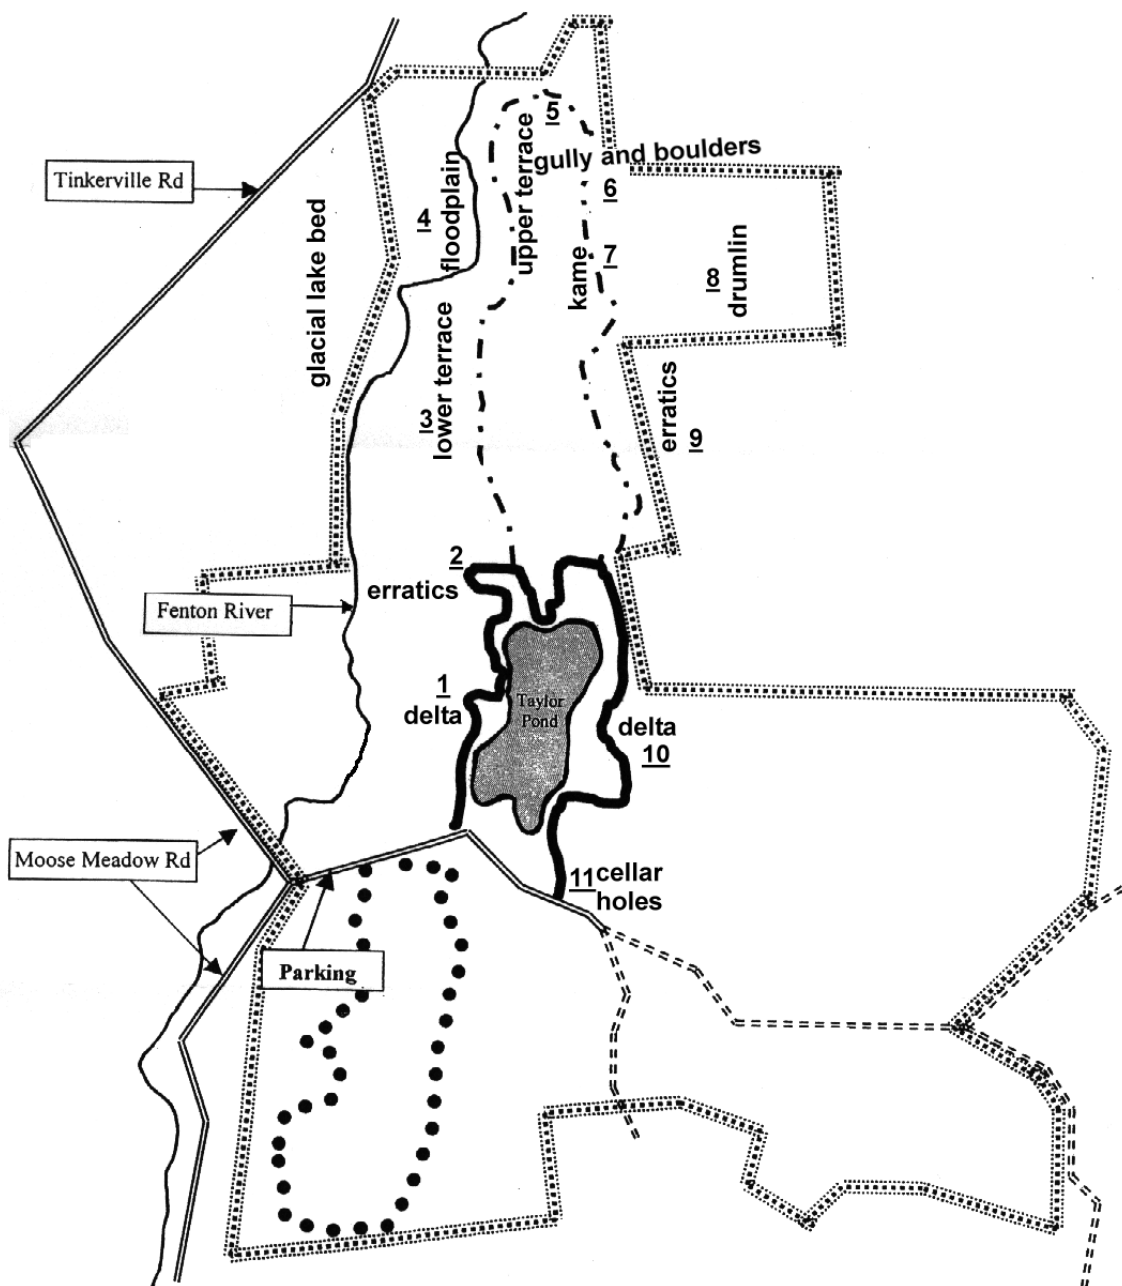 5
upper terrace
gully and boulders
Tinkerville Rd
6
4
floodplain
glacial lake bed
7
kame
8
drumlin
lower terrace
3
erratics
9
2
erratics
Fenton River
1
delta
Taylor
Pond
delta
10
Moose Meadow Rd
11 cellar
holes
Parking